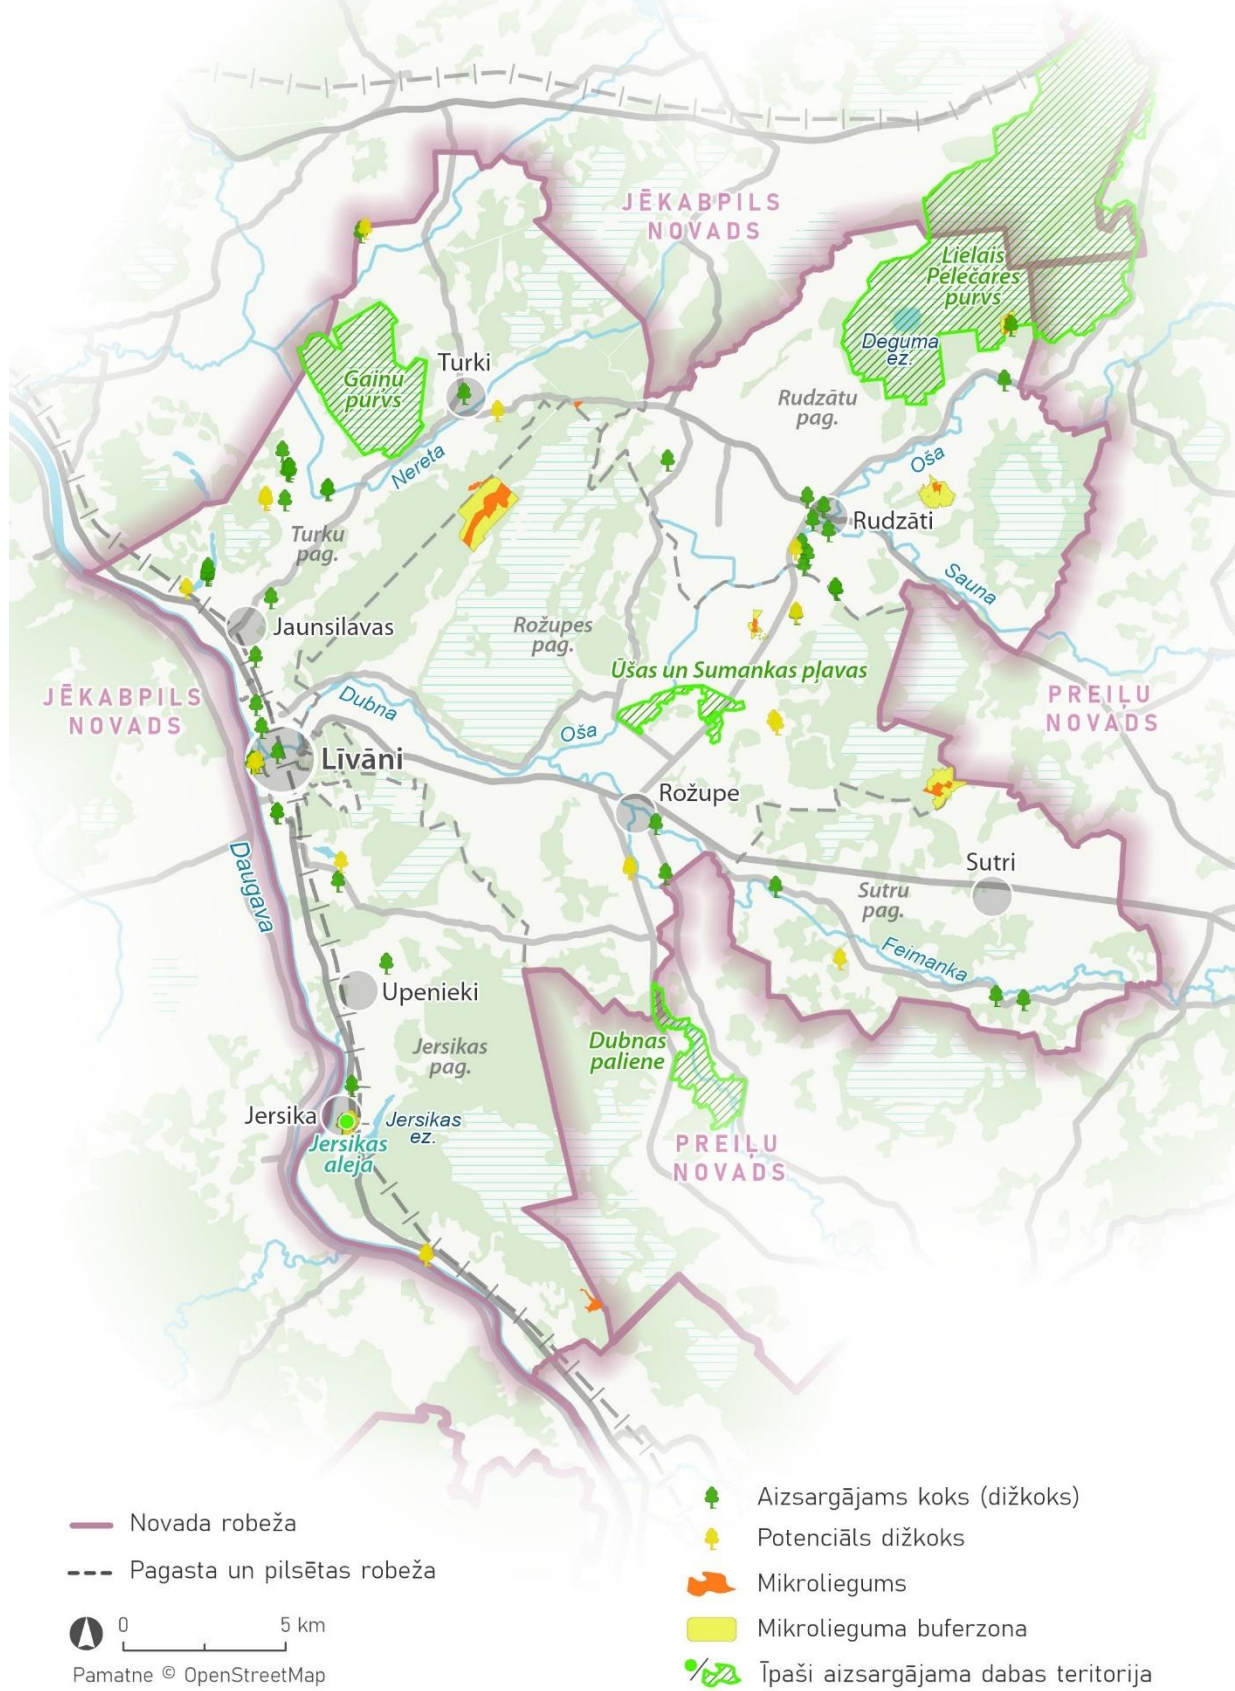 JĒKABPILS
NOVADS
Lielais
Pelečāres
purvs
Deguma
ez.
Turki
Gaiņu
purvs
Rudzātu
pag.
Nereta
Oša
Rudzāti
Turku
pag.
Sauna
Jaunsilavas
Rožupes
pag.
Ūšas un Sumankas pļavas
JĒKABPILS
NOVADS
PREIĻU
NOVADS
Dubna
Oša
Līvāni
Rožupe
Daugava
Sutri
Sutru
pag.
Feimanka
Upenieki
Jersikas
pag.
Dubnas
paliene
Jersika
Jersikas
ez.
Jersikas
aleja
PREIĻU
NOVADS
Novada robeža
Pagasta un pilsētas robeža
0 5 km
Pamatne © OpenStreetMap
Aizsargājams koks (dižkoks)
Potenciāls dižkoks
Mikroliegums
Mikrolieguma buferzona
Īpaši aizsargājama dabas teritorija